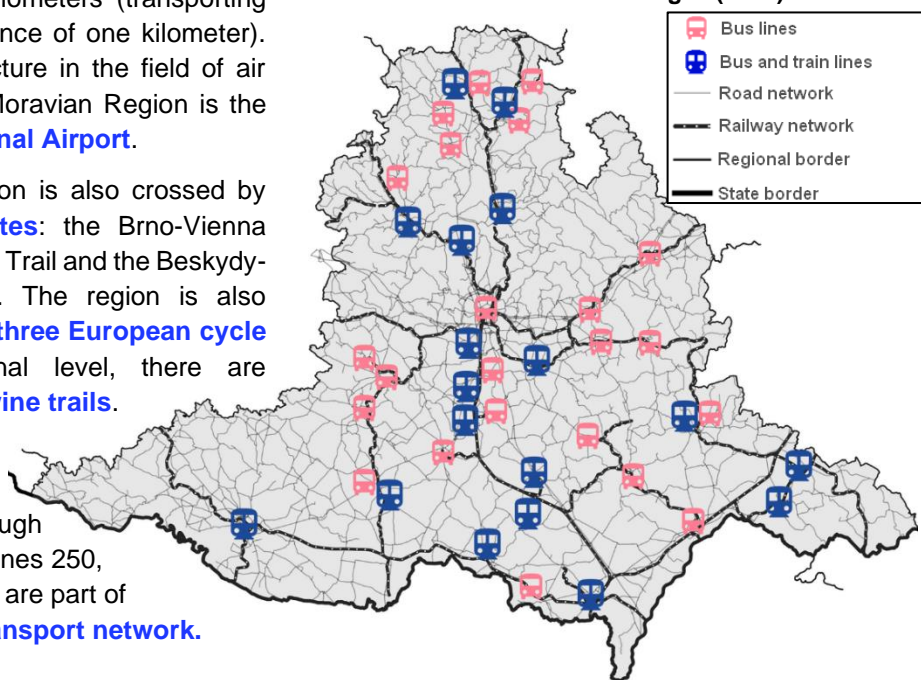 ometers (transporting
ence of one kilometer).
cture in the field of air
Moravian Region is the
nal Airport.
on is also crossed by
tes: the Brno-Vienna
Trail and the Beskydy-
. The region is also
three European cycle
nal level, there are
vine trails.
ugh
nes 250,
are part of
ansport network.
Bus lines
Bus and train lines
Road network
Railway network
Regional border
State border